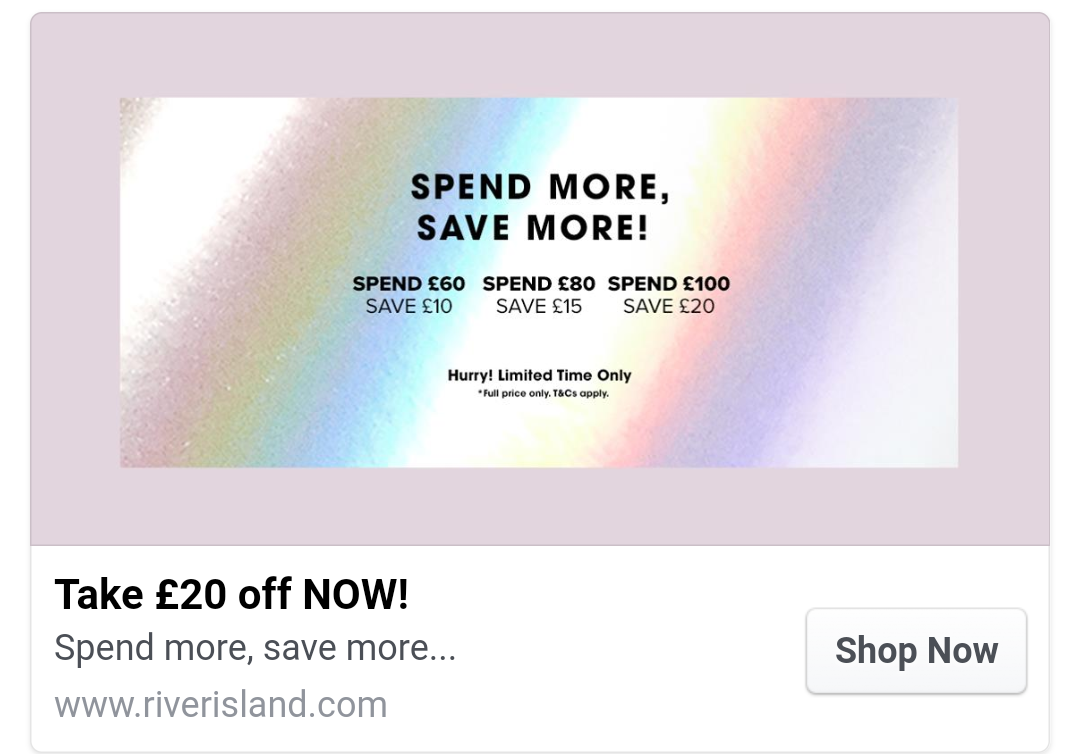 SPEND MORE,
SAVE MORE!
SPEND £60 SPEND £80 SPEND £100
SAVE £10 SAVE £15 SAVE £20
Hurry! Limited Time Only
*Full price only. T&Cs apply.
Take £20 off NOW!
Spend more, save more...
www.riverisland.com
Shop Now